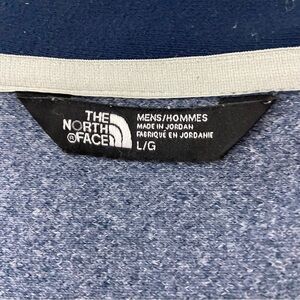 THE
NORTH
FACE
MENS/HOMMES
MADE IN JORDAN
FABRIQUÉ EN JORDANIE
L/G